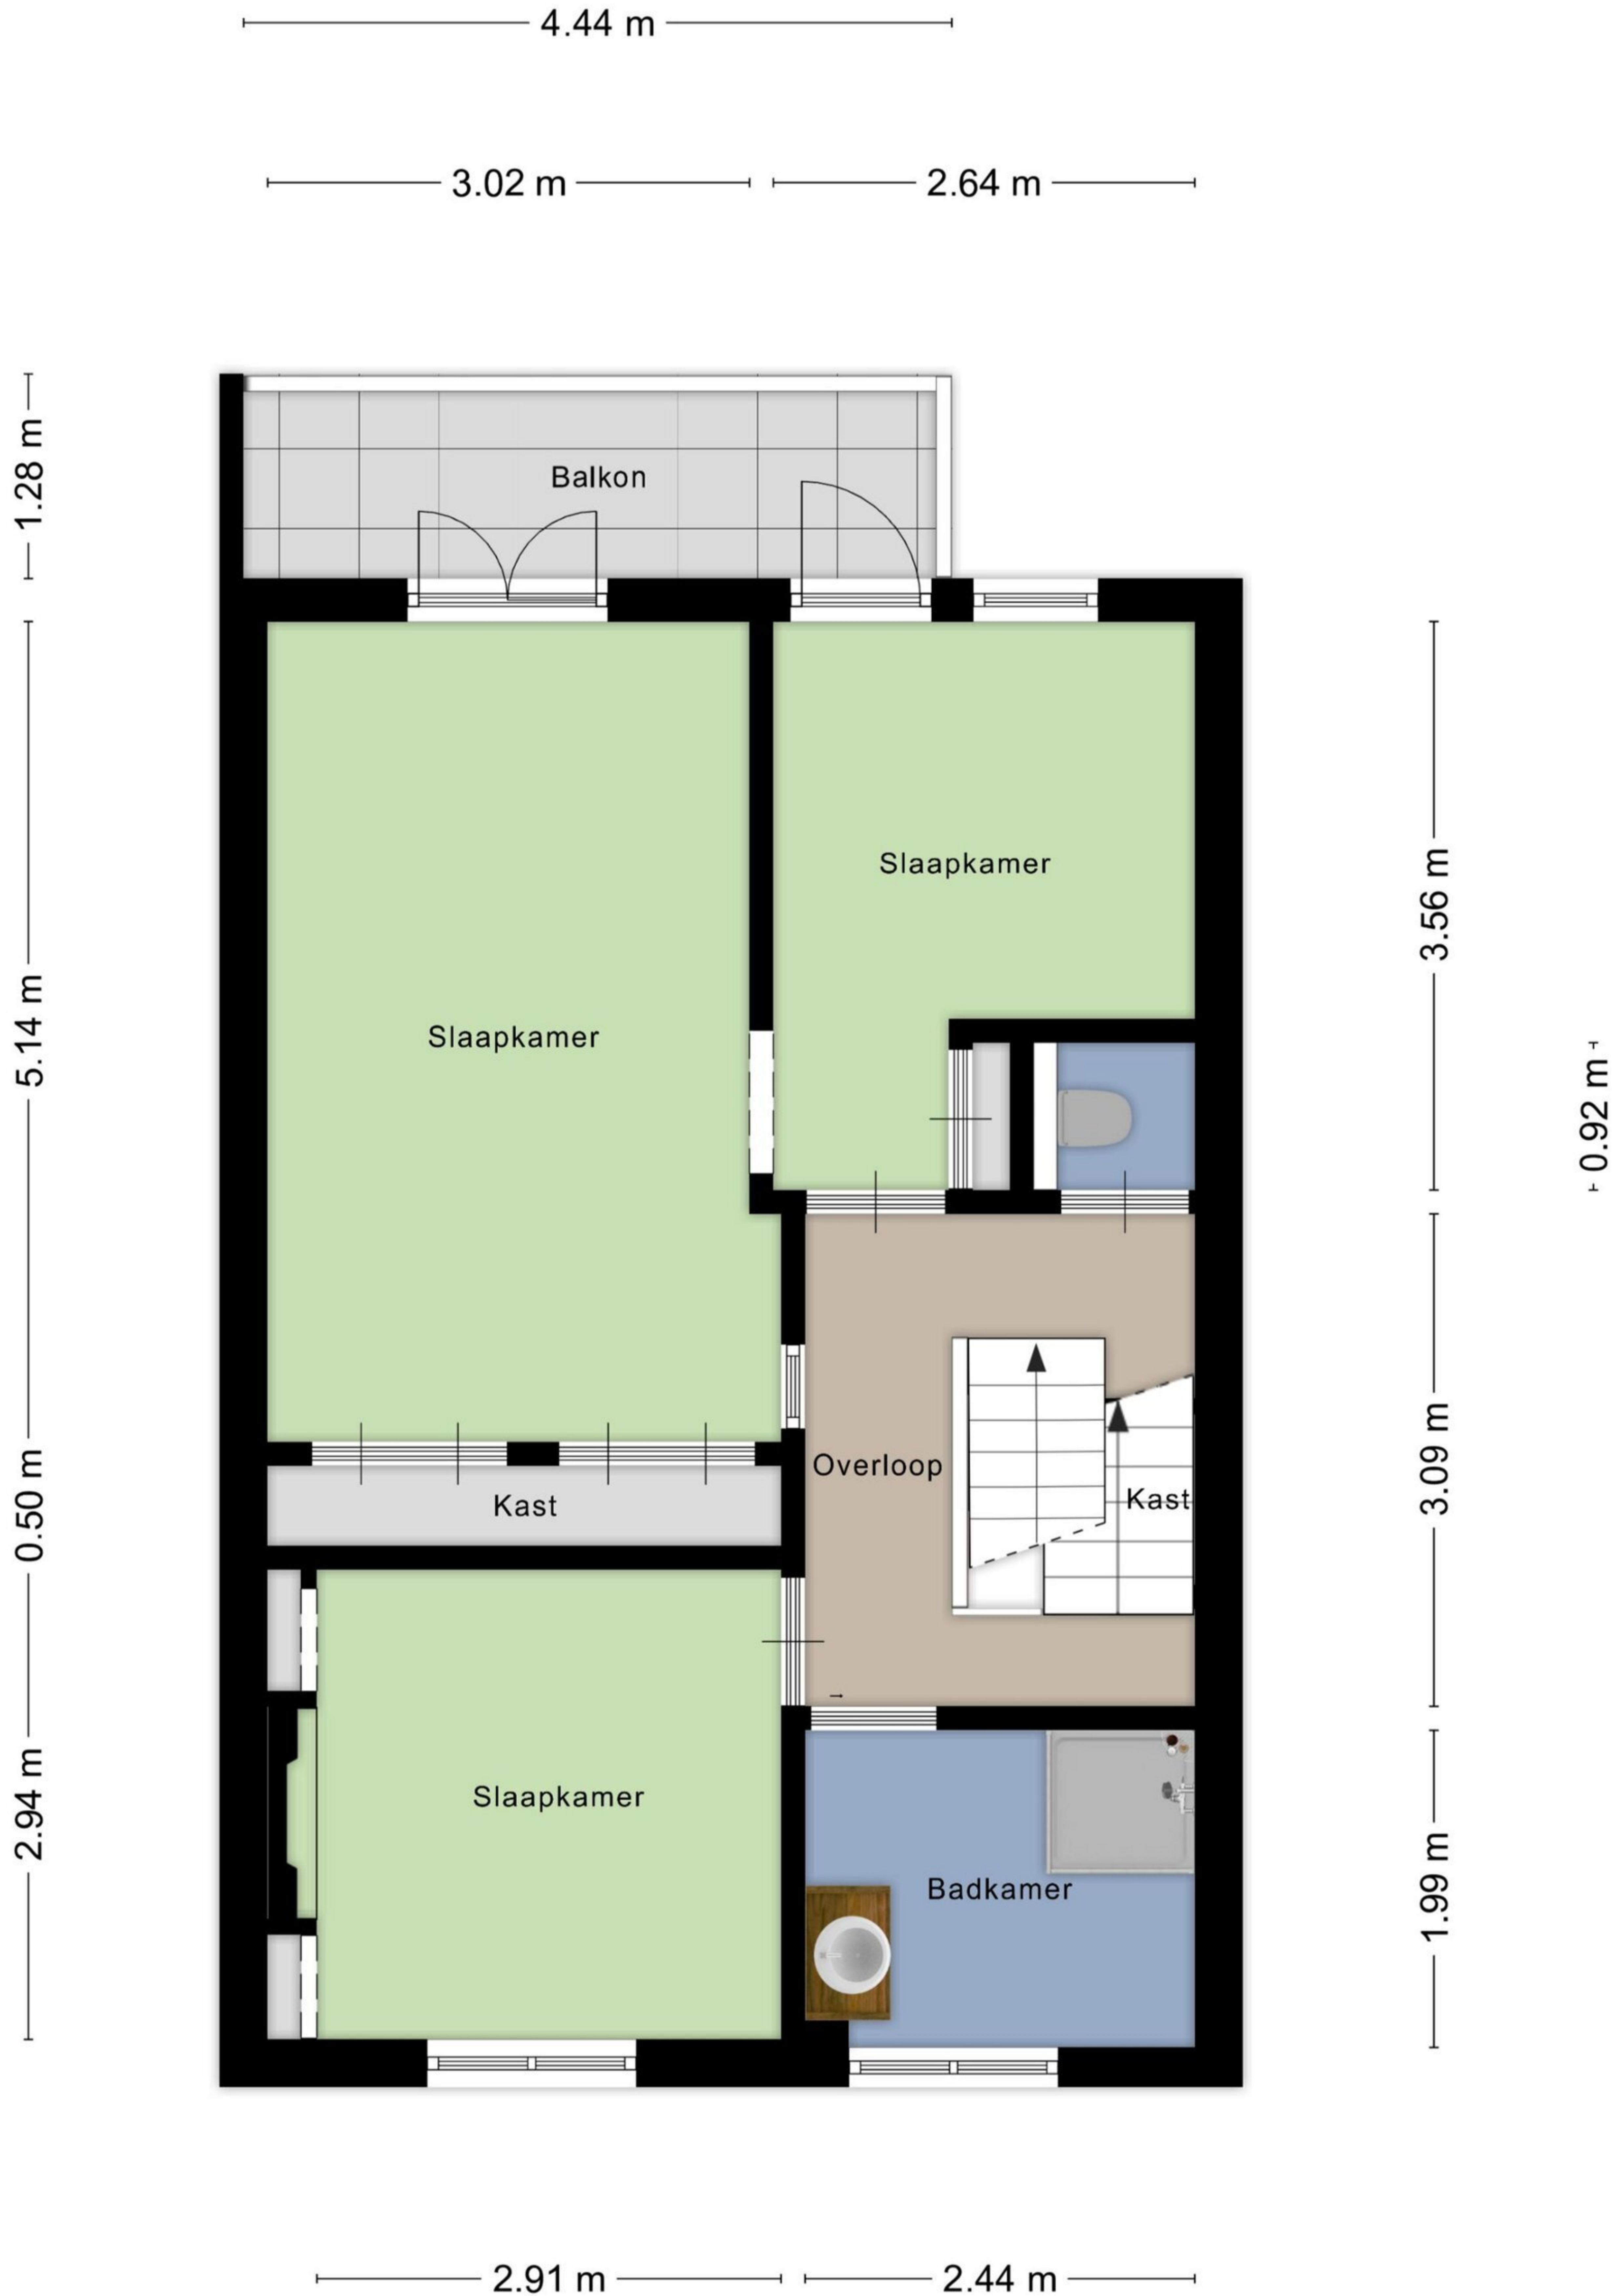 4.44 m
3.02 m
2.64 m
1.28 m
Balkon
Slaapkamer
3.56 m
5.14 m
Slaapkamer
0.92 m
Overloop
3.09 m
0.50 m
Kast
Kast
Slaapkamer
2.94 m
Badkamer
1.99 m
2.91 m
2.44 m